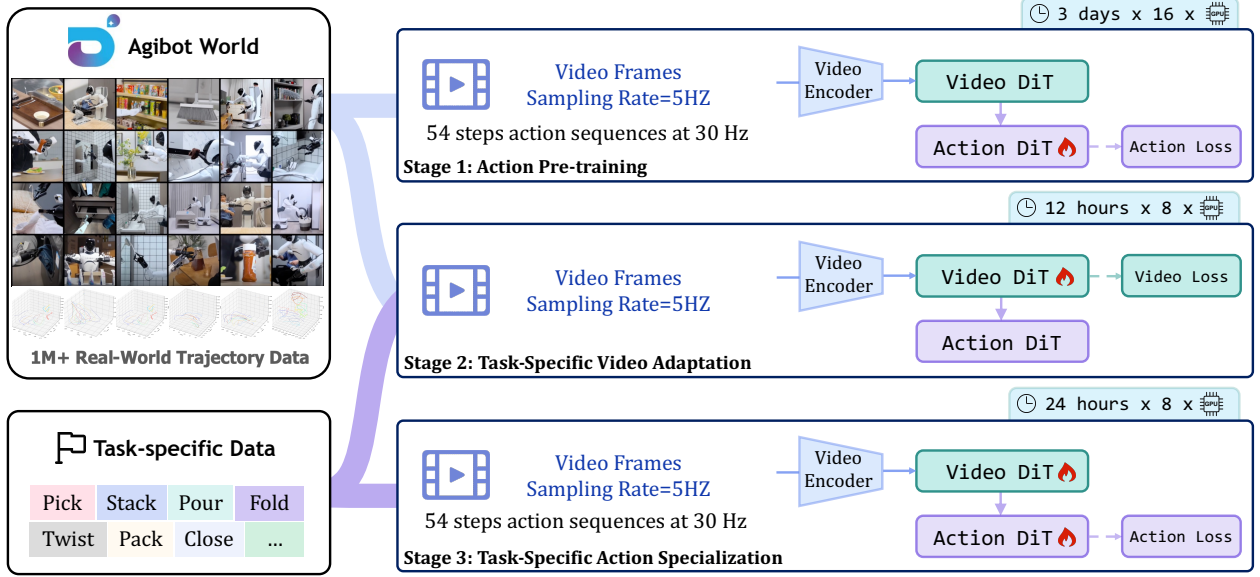 Agibot World
1M+ Real-World Trajectory Data
Task-specific Data
Pick Stack Pour Fold
Twist Pack Close ...
3 days x 16 x GPU
Video Frames
Sampling Rate=5HZ
54 steps action sequences at 30 Hz
Stage 1: Action Pre-training
Video
Encoder
Video DiT
Action DiT
Action Loss
12 hours x 8 x GPU
Video Frames
Sampling Rate=5HZ
Stage 2: Task-Specific Video Adaptation
Video
Encoder
Video DiT
Video Loss
Action DiT
24 hours x 8 x GPU
Video Frames
Sampling Rate=5HZ
54 steps action sequences at 30 Hz
Stage 3: Task-Specific Action Specialization
Video
Encoder
Video DiT
Action DiT
Action Loss